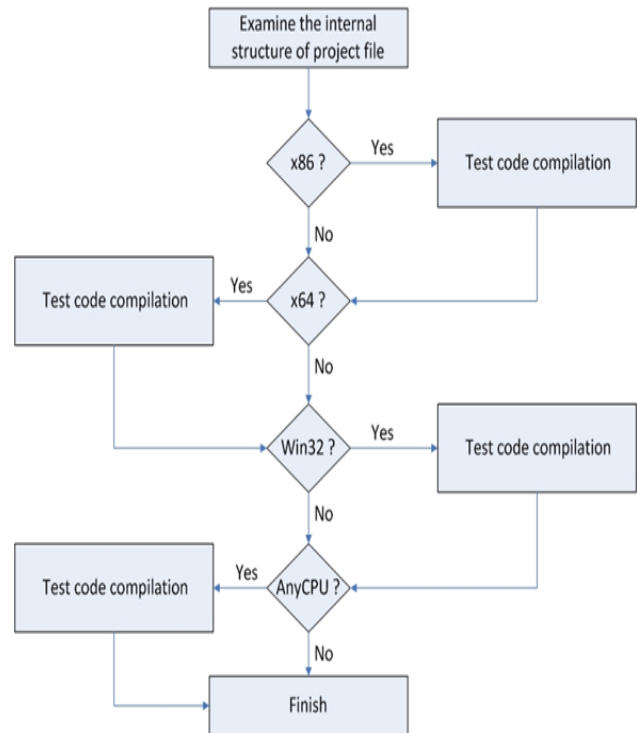 Examine the internal
structure of project file
x86 ?
Yes
Test code compilation
No
Test code compilation
Yes
x64 ?
No
Win32 ?
Yes
Test code compilation
No
Test code compilation
Yes
AnyCPU ?
No
Finish